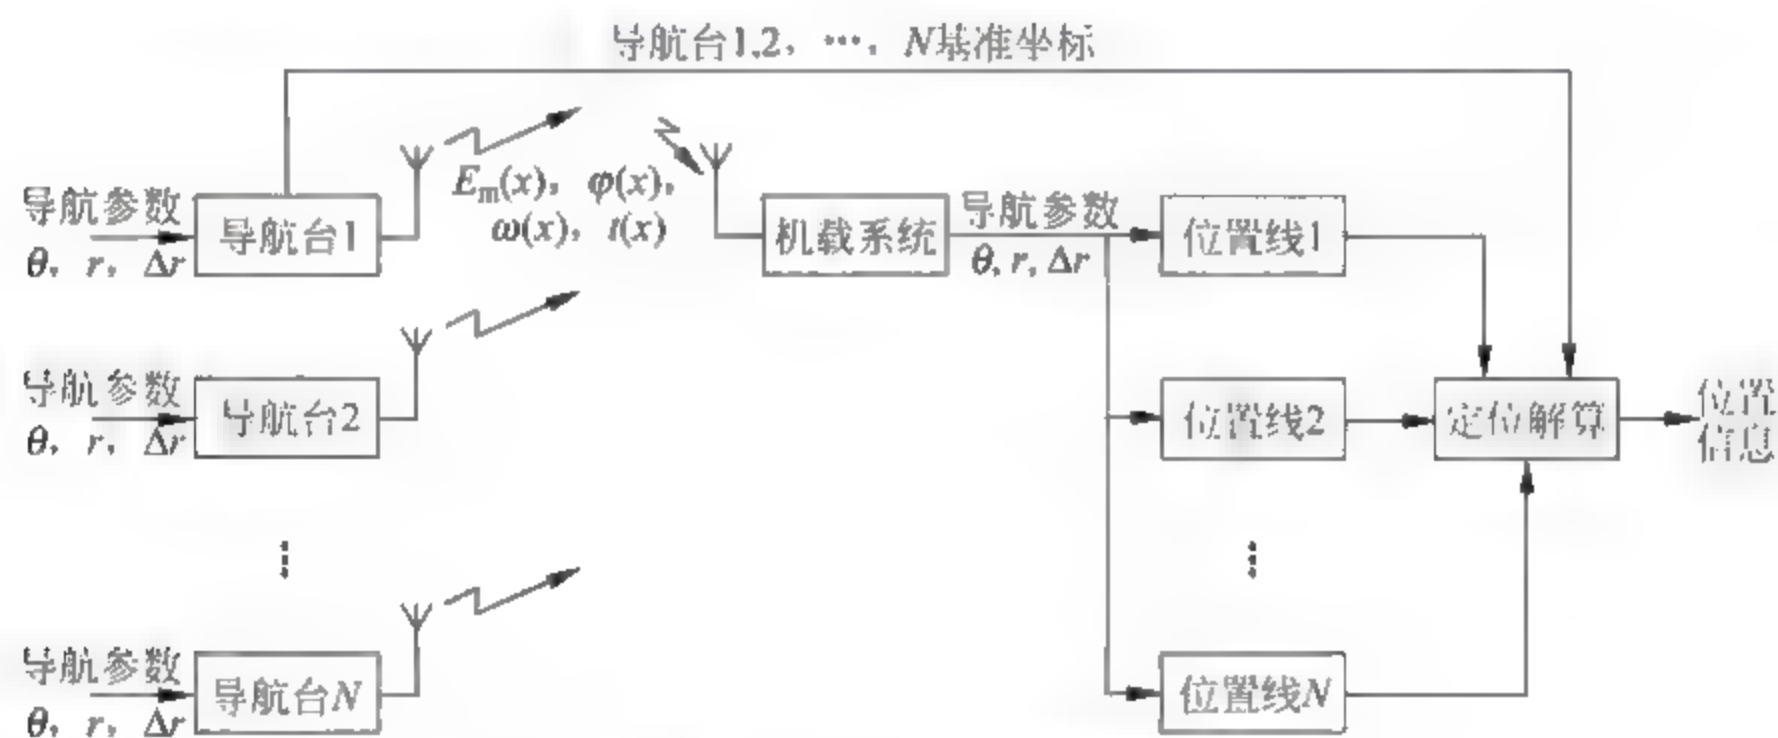 导航台1,2，…，N基准坐标
导航参数
θ，r，Δr
导航台1
Eₘ(x)，φ(x)，
ω(x)，t(x)
机载系统
导航参数
θ, r, Δr
位置线1
导航参数
θ，r，Δr
导航台2
位置线2
定位解算
位置
信息
⋮
⋮
导航参数
θ，r，Δr
导航台N
位置线N